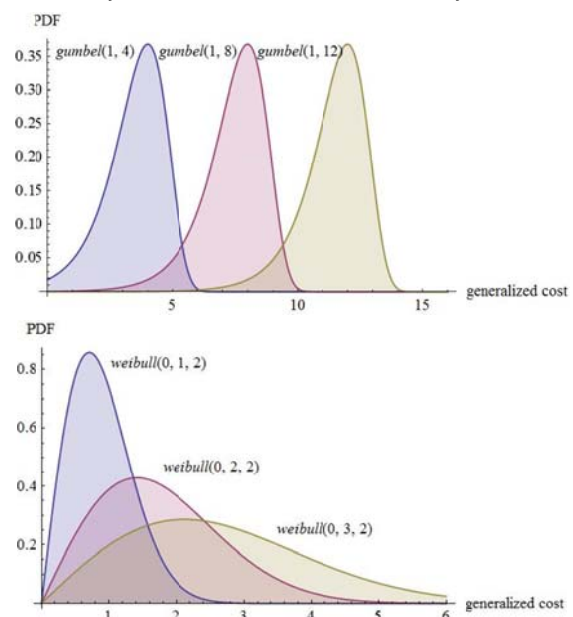 PDF
gumbel(1, 4) gumbel(1, 8) gumbel(1, 12)
0.35
0.30
0.25
0.20
0.15
0.10
0.05
5 10 15
generalized cost
PDF
0.8
weibull(0, 1, 2)
0.6
weibull(0, 2, 2)
0.4
weibull(0, 3, 2)
0.2
1 2 3 4 5 6
generalized cost